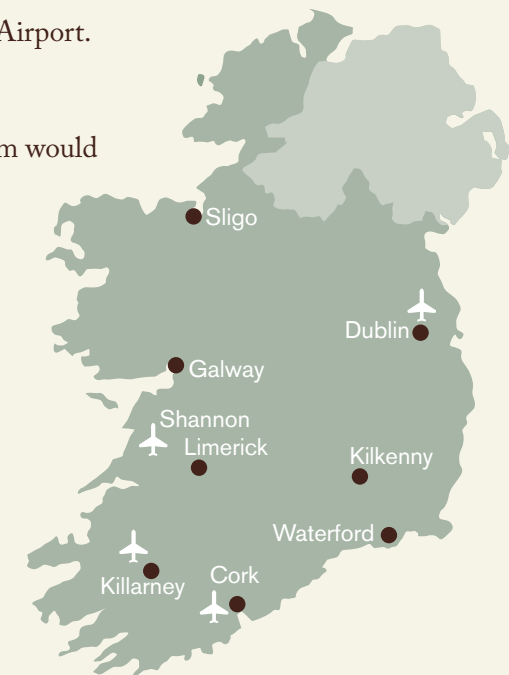 Airport.
m would
Sligo
Dublin
Galway
Shannon
Limerick
Kilkenny
Waterford
Cork
Killarney